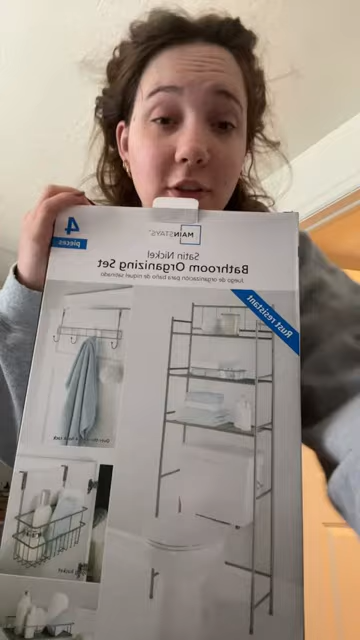 4
pieces
MAINSTAYS
Satin Nickel
Bathroom Organizing Set
Juego de organización para baño de níquel satinado
Rust resistant